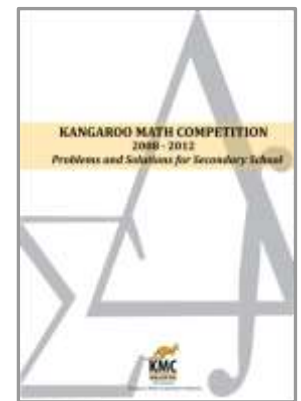 KANGAROO MATH COMPETITION
2008 - 2012
Problems and Solutions for Secondary School
KMC